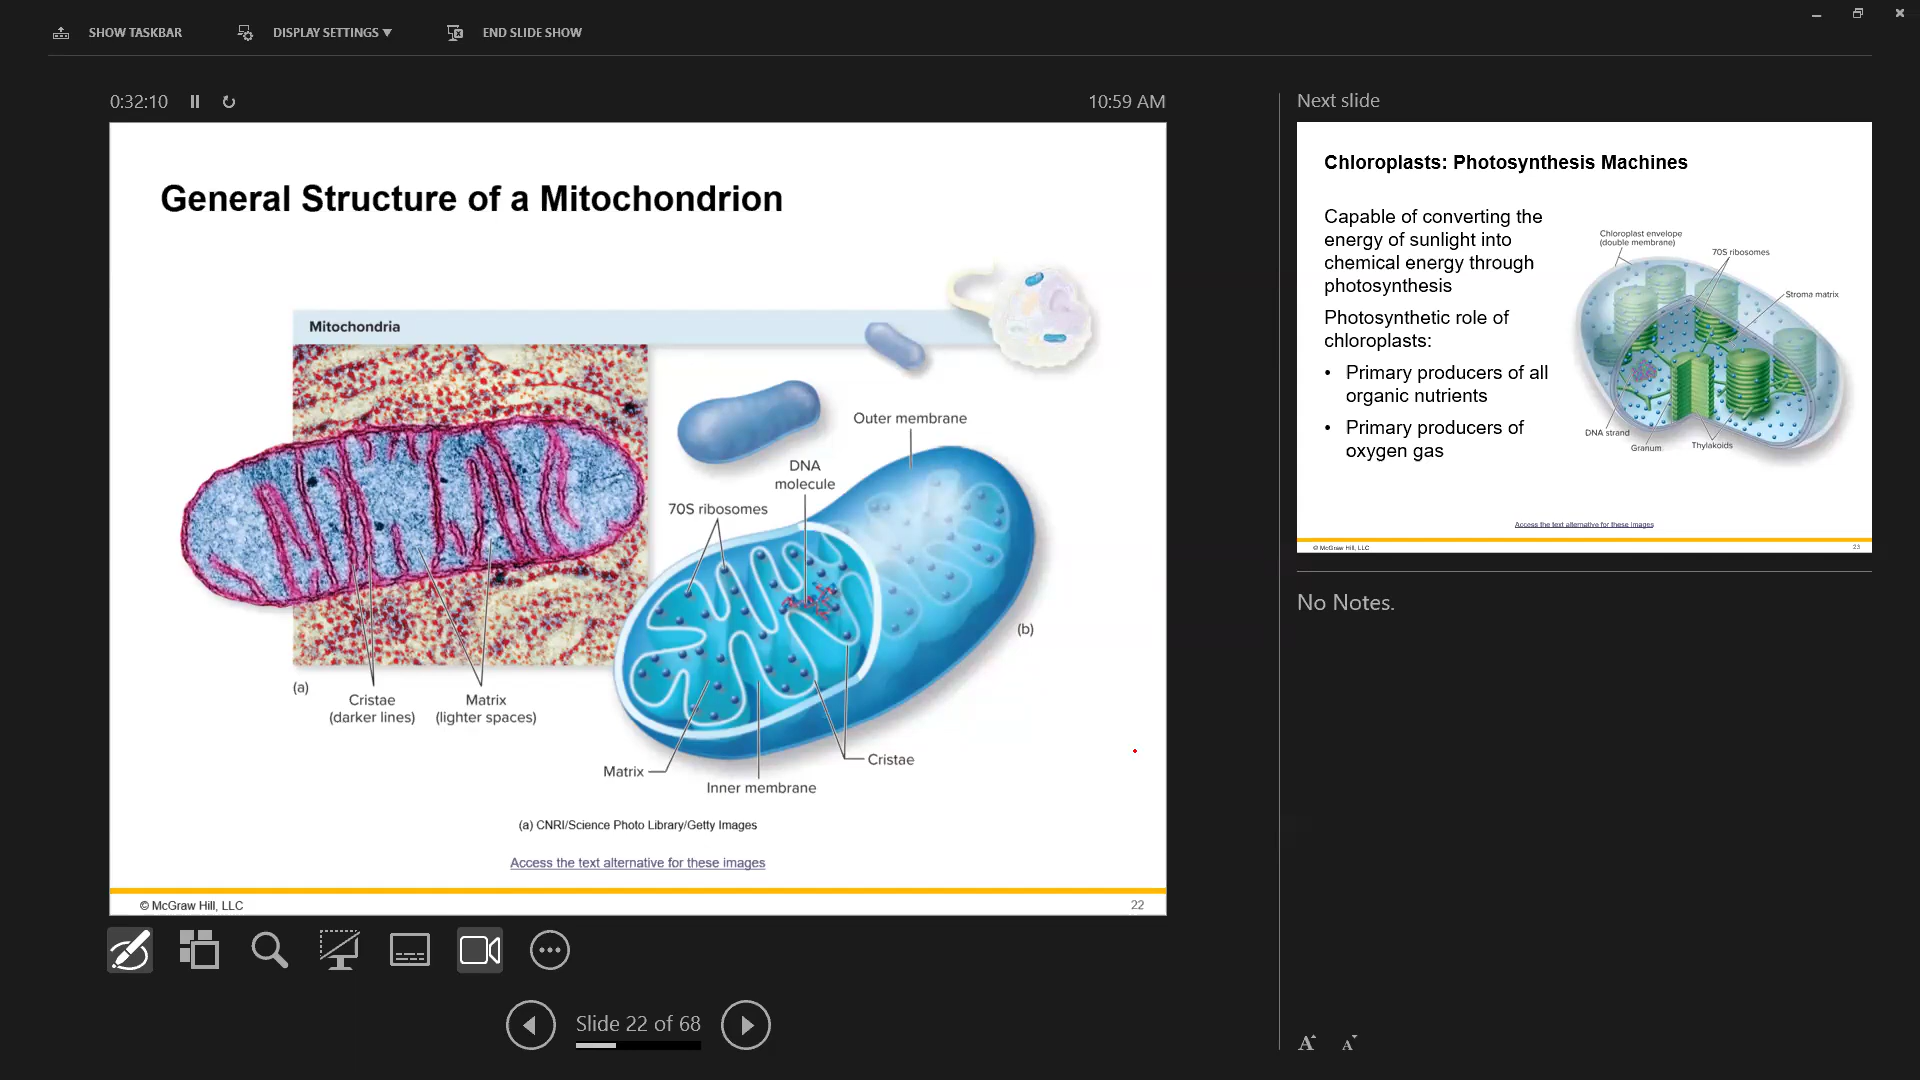 SHOW TASKBAR
DISPLAY SETTINGS ▼
END SLIDE SHOW
0:32:10
10:59 AM
General Structure of a Mitochondrion
Mitochondria
Outer membrane
DNA
molecule
70S ribosomes
(b)
(a)
Cristae
(darker lines)
Matrix
(lighter spaces)
Cristae
Matrix
Inner membrane
(a) CNRI/Science Photo Library/Getty Images
Access the text alternative for these images
© McGraw Hill, LLC
22
Slide 22 of 68
Next slide
Chloroplasts: Photosynthesis Machines
Capable of converting the
energy of sunlight into
chemical energy through
photosynthesis
Photosynthetic role of
chloroplasts:
• Primary producers of all
organic nutrients
• Primary producers of
oxygen gas
Chloroplast envelope
(double membrane)
70S ribosomes
Stroma matrix
DNA strand
Granum
Thylakoids
Access the text alternative for these images
© McGraw Hill, LLC
23
No Notes.
A
A